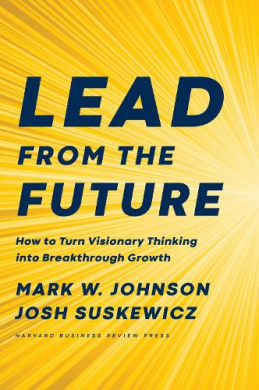 LEAD
FROM THE
FUTURE
How to Turn Visionary Thinking
into Breakthrough Growth
MARK W. JOHNSON
JOSH SUSKEWICZ
HARVARD BUSINESS REVIEW PRESS